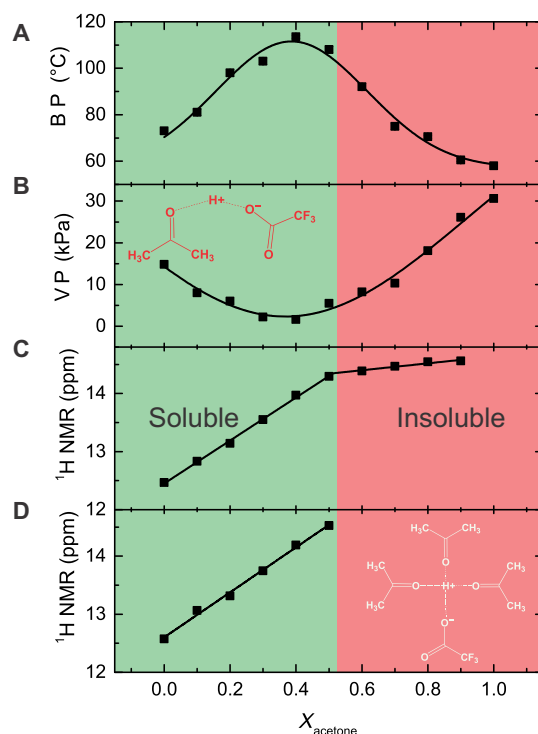 A
B P (°C)
120
100
80
60
B
V P (kPa)
30
20
10
0
H+
O
O−
CF3
H3C
CH3
O
C
¹H NMR (ppm)
14
13
12
Soluble
Insoluble
D
¹H NMR (ppm)
14
13
12
H3C
CH3
O
CH3
H3C
O
H+
O
CH3
H3C
O−
O
CF3
0.0
0.2
0.4
0.6
0.8
1.0
Xacetone